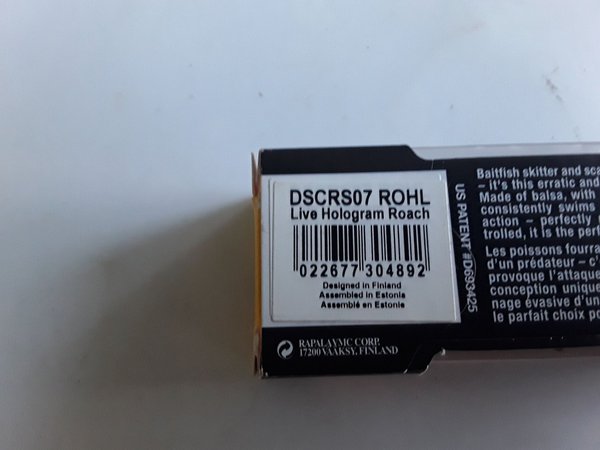 DSCRS07 ROHL
Live Hologram Roach
022677 304892
Designed in Finland
Assembled in Estonia
Assemblé en Estonie
RAPALAVMC CORP.
17200 VAAKSY, FINLAND
US PATENT #D693425
Baitfish skitter and sca
– it's this erratic and
Made of balsa, with
consistently swims
action – perfectly
trolled, it is the perf
Les poissons fourra
d'un prédateur – c'
provoque l'attaque
conception unique
nage évasive d'un
le parfait choix po